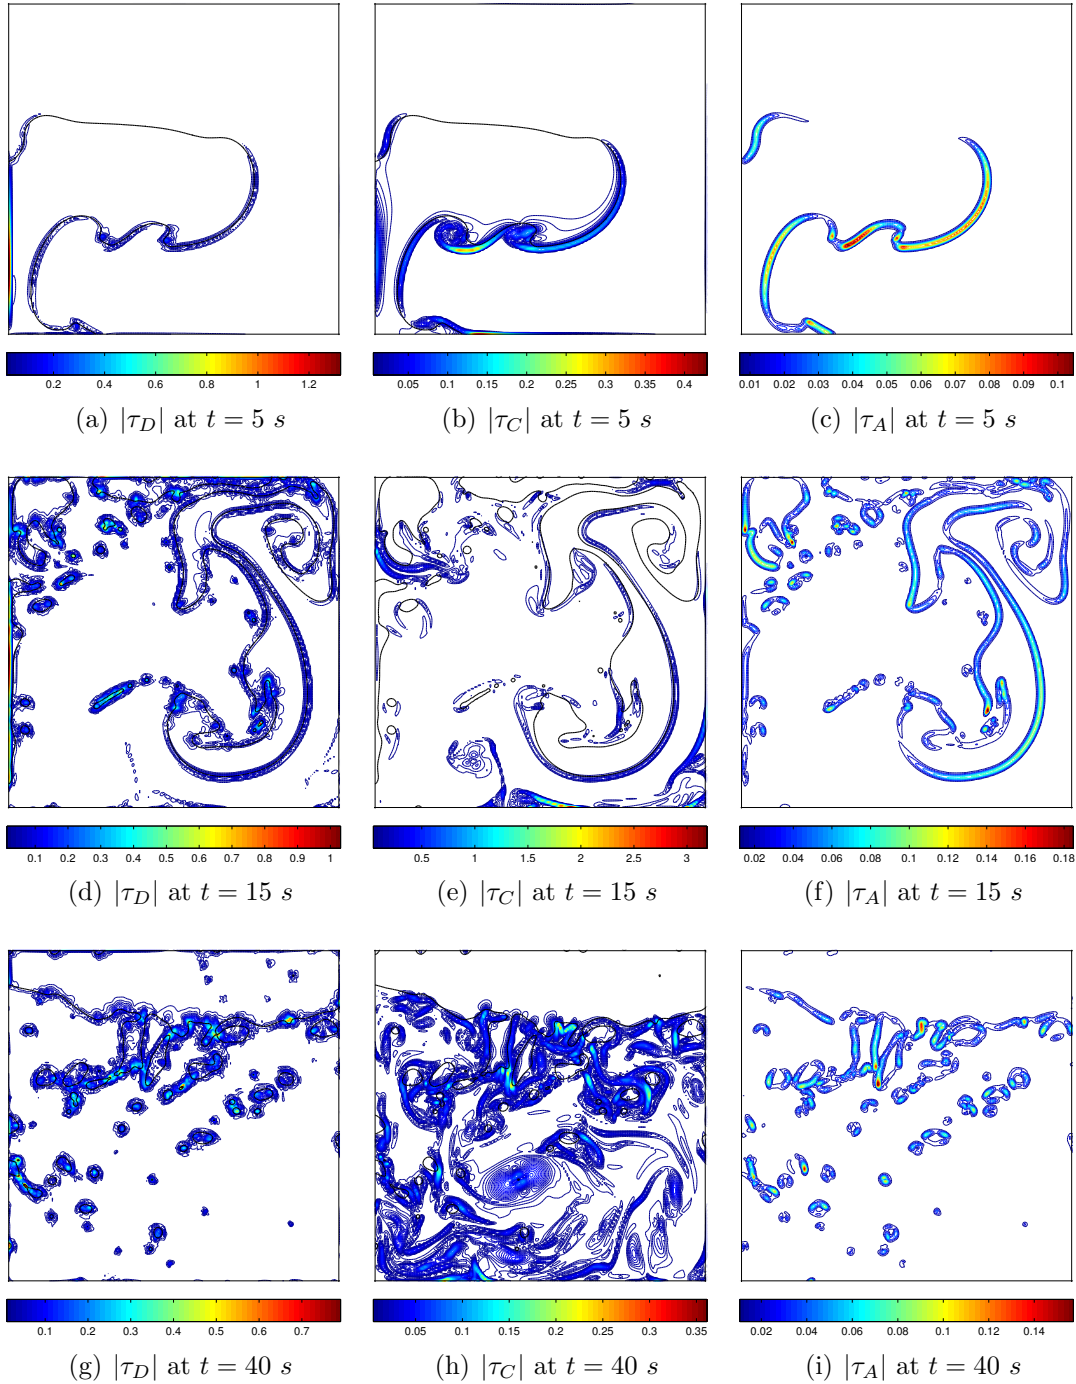 0.2 0.4 0.6 0.8 1 1.2
0.05 0.1 0.15 0.2 0.25 0.3 0.35 0.4
0.01 0.02 0.03 0.04 0.05 0.06 0.07 0.08 0.09 0.1
(a) |τ_D| at t = 5 s
(b) |τ_C| at t = 5 s
(c) |τ_A| at t = 5 s
0.1 0.2 0.3 0.4 0.5 0.6 0.7 0.8 0.9 1
0.5 1 1.5 2 2.5 3
0.02 0.04 0.06 0.08 0.1 0.12 0.14 0.16 0.18
(d) |τ_D| at t = 15 s
(e) |τ_C| at t = 15 s
(f) |τ_A| at t = 15 s
0.1 0.2 0.3 0.4 0.5 0.6 0.7
0.05 0.1 0.15 0.2 0.25 0.3 0.35
0.02 0.04 0.06 0.08 0.1 0.12 0.14
(g) |τ_D| at t = 40 s
(h) |τ_C| at t = 40 s
(i) |τ_A| at t = 40 s